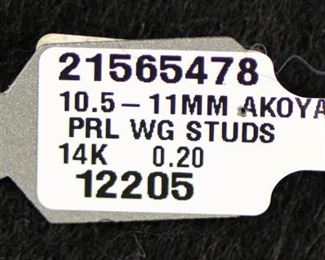 21565478
10.5-11MM AKOYA
PRL WG STUDS
14K 0.20
12205